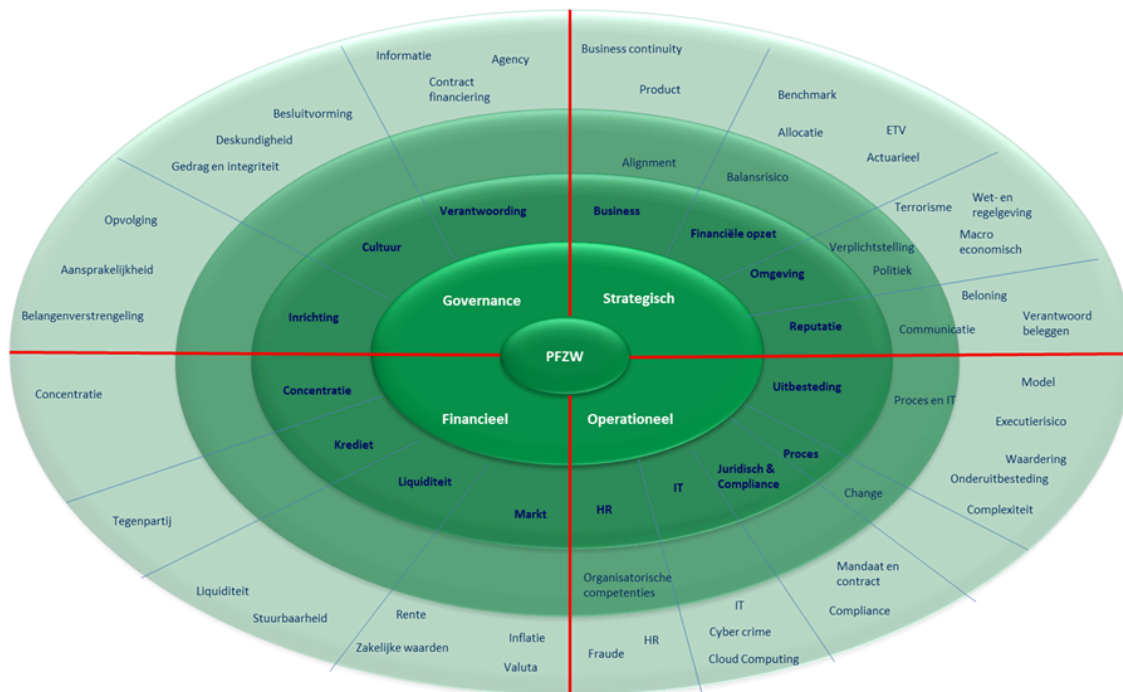 Informatie
Agency
Contract
financiering
Besluitvorming
Deskundigheid
Gedrag en integriteit
Opvolging
Aansprakelijkheid
Belangenverstrengeling
Verantwoording
Cultuur
Inrichting
Governance
Business continuity
Product
Benchmark
Allocatie
ETV
Actuarieel
Alignment
Balansrisico
Terrorisme
Wet- en
regelgeving
Macro
economisch
Verplichtstelling
Politiek
Beloning
Verantwoord
beleggen
Communicatie
Business
Financiële opzet
Omgeving
Reputatie
Strategisch
PFZW
Financieel
Concentratie
Krediet
Liquiditeit
Markt
Concentratie
Tegenpartij
Liquiditeit
Stuurbaarheid
Rente
Zakelijke waarden
Inflatie
Valuta
Operationeel
Uitbesteding
Proces
Juridisch &
Compliance
IT
HR
Proces en IT
Change
Organisatorische
competenties
Model
Executierisico
Waardering
Onderuitbesteding
Complexiteit
Mandaat en
contract
Compliance
IT
Cyber crime
Cloud Computing
HR
Fraude